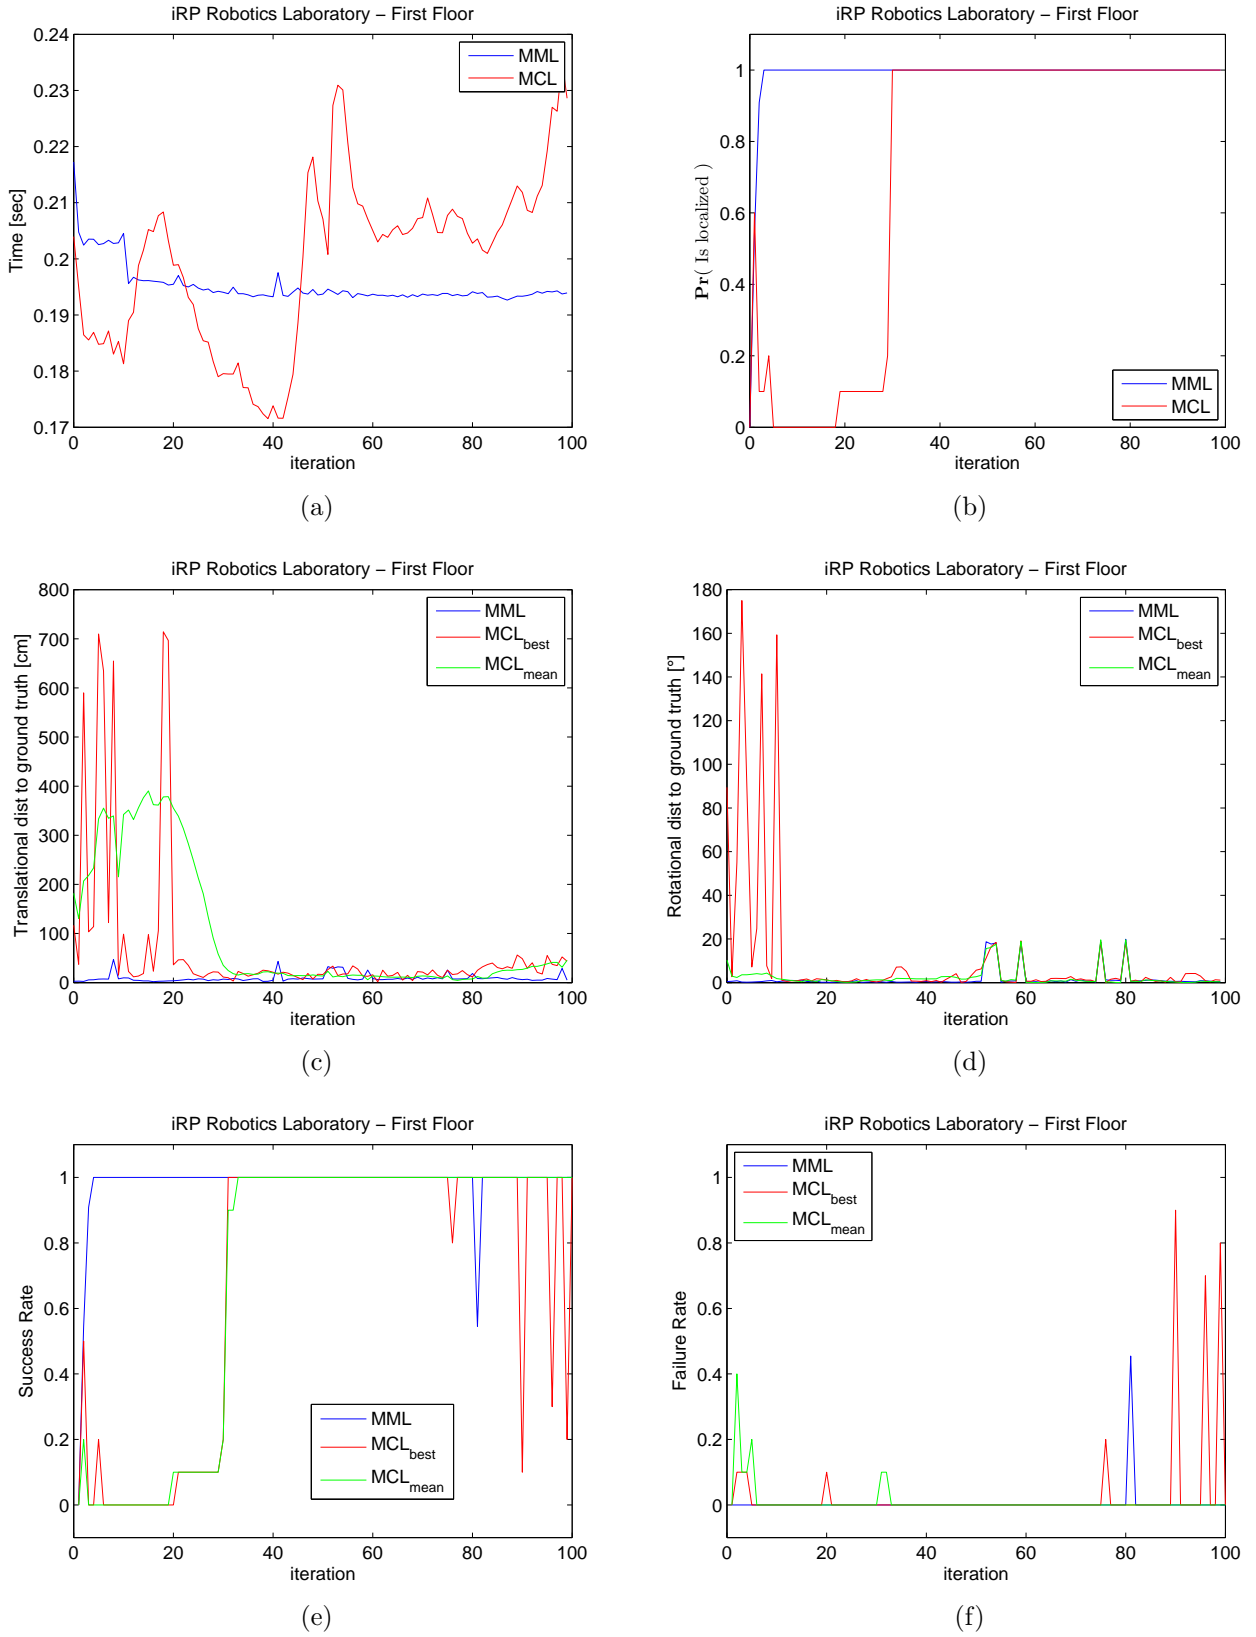 iRP Robotics Laboratory – First Floor
0.24
0.23
0.22
0.21
0.2
0.19
0.18
0.17
Time [sec]
MML
MCL
0 20 40 60 80 100
iteration
(a)
iRP Robotics Laboratory – First Floor
1
0.8
0.6
0.4
0.2
0
Pr( Is localized )
MML
MCL
0 20 40 60 80 100
iteration
(b)
iRP Robotics Laboratory – First Floor
800
700
600
500
400
300
200
100
0
Translational dist to ground truth [cm]
MML
MCL_best
MCL_mean
0 20 40 60 80 100
iteration
(c)
iRP Robotics Laboratory – First Floor
180
160
140
120
100
80
60
40
20
0
Rotational dist to ground truth [°]
MML
MCL_best
MCL_mean
0 20 40 60 80 100
iteration
(d)
iRP Robotics Laboratory – First Floor
1
0.8
0.6
0.4
0.2
0
Success Rate
MML
MCL_best
MCL_mean
0 20 40 60 80 100
iteration
(e)
iRP Robotics Laboratory – First Floor
1
0.8
0.6
0.4
0.2
0
Failure Rate
MML
MCL_best
MCL_mean
0 20 40 60 80 100
iteration
(f)